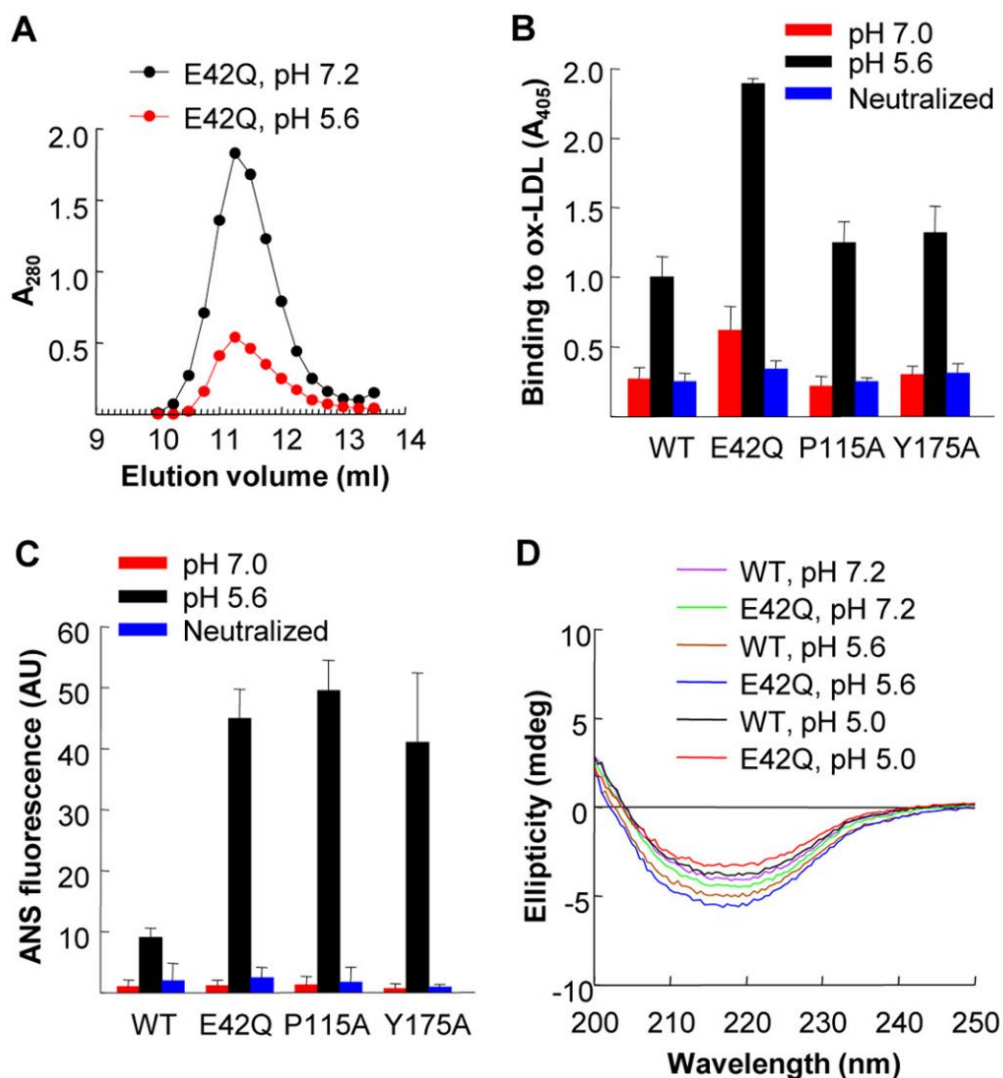 A
E42Q, pH 7.2
E42Q, pH 5.6
2.0
1.5
1.0
0.5
A280
9 10 11 12 13 14
Elution volume (ml)
B
pH 7.0
pH 5.6
Neutralized
2.0
1.5
1.0
0.5
Binding to ox-LDL (A405)
WT E42Q P115A Y175A
C
pH 7.0
pH 5.6
Neutralized
60
50
40
30
20
10
ANS fluorescence (AU)
WT E42Q P115A Y175A
D
WT, pH 7.2
E42Q, pH 7.2
WT, pH 5.6
E42Q, pH 5.6
WT, pH 5.0
E42Q, pH 5.0
10
0
-5
-10
Ellipticity (mdeg)
200 210 220 230 240 250
Wavelength (nm)